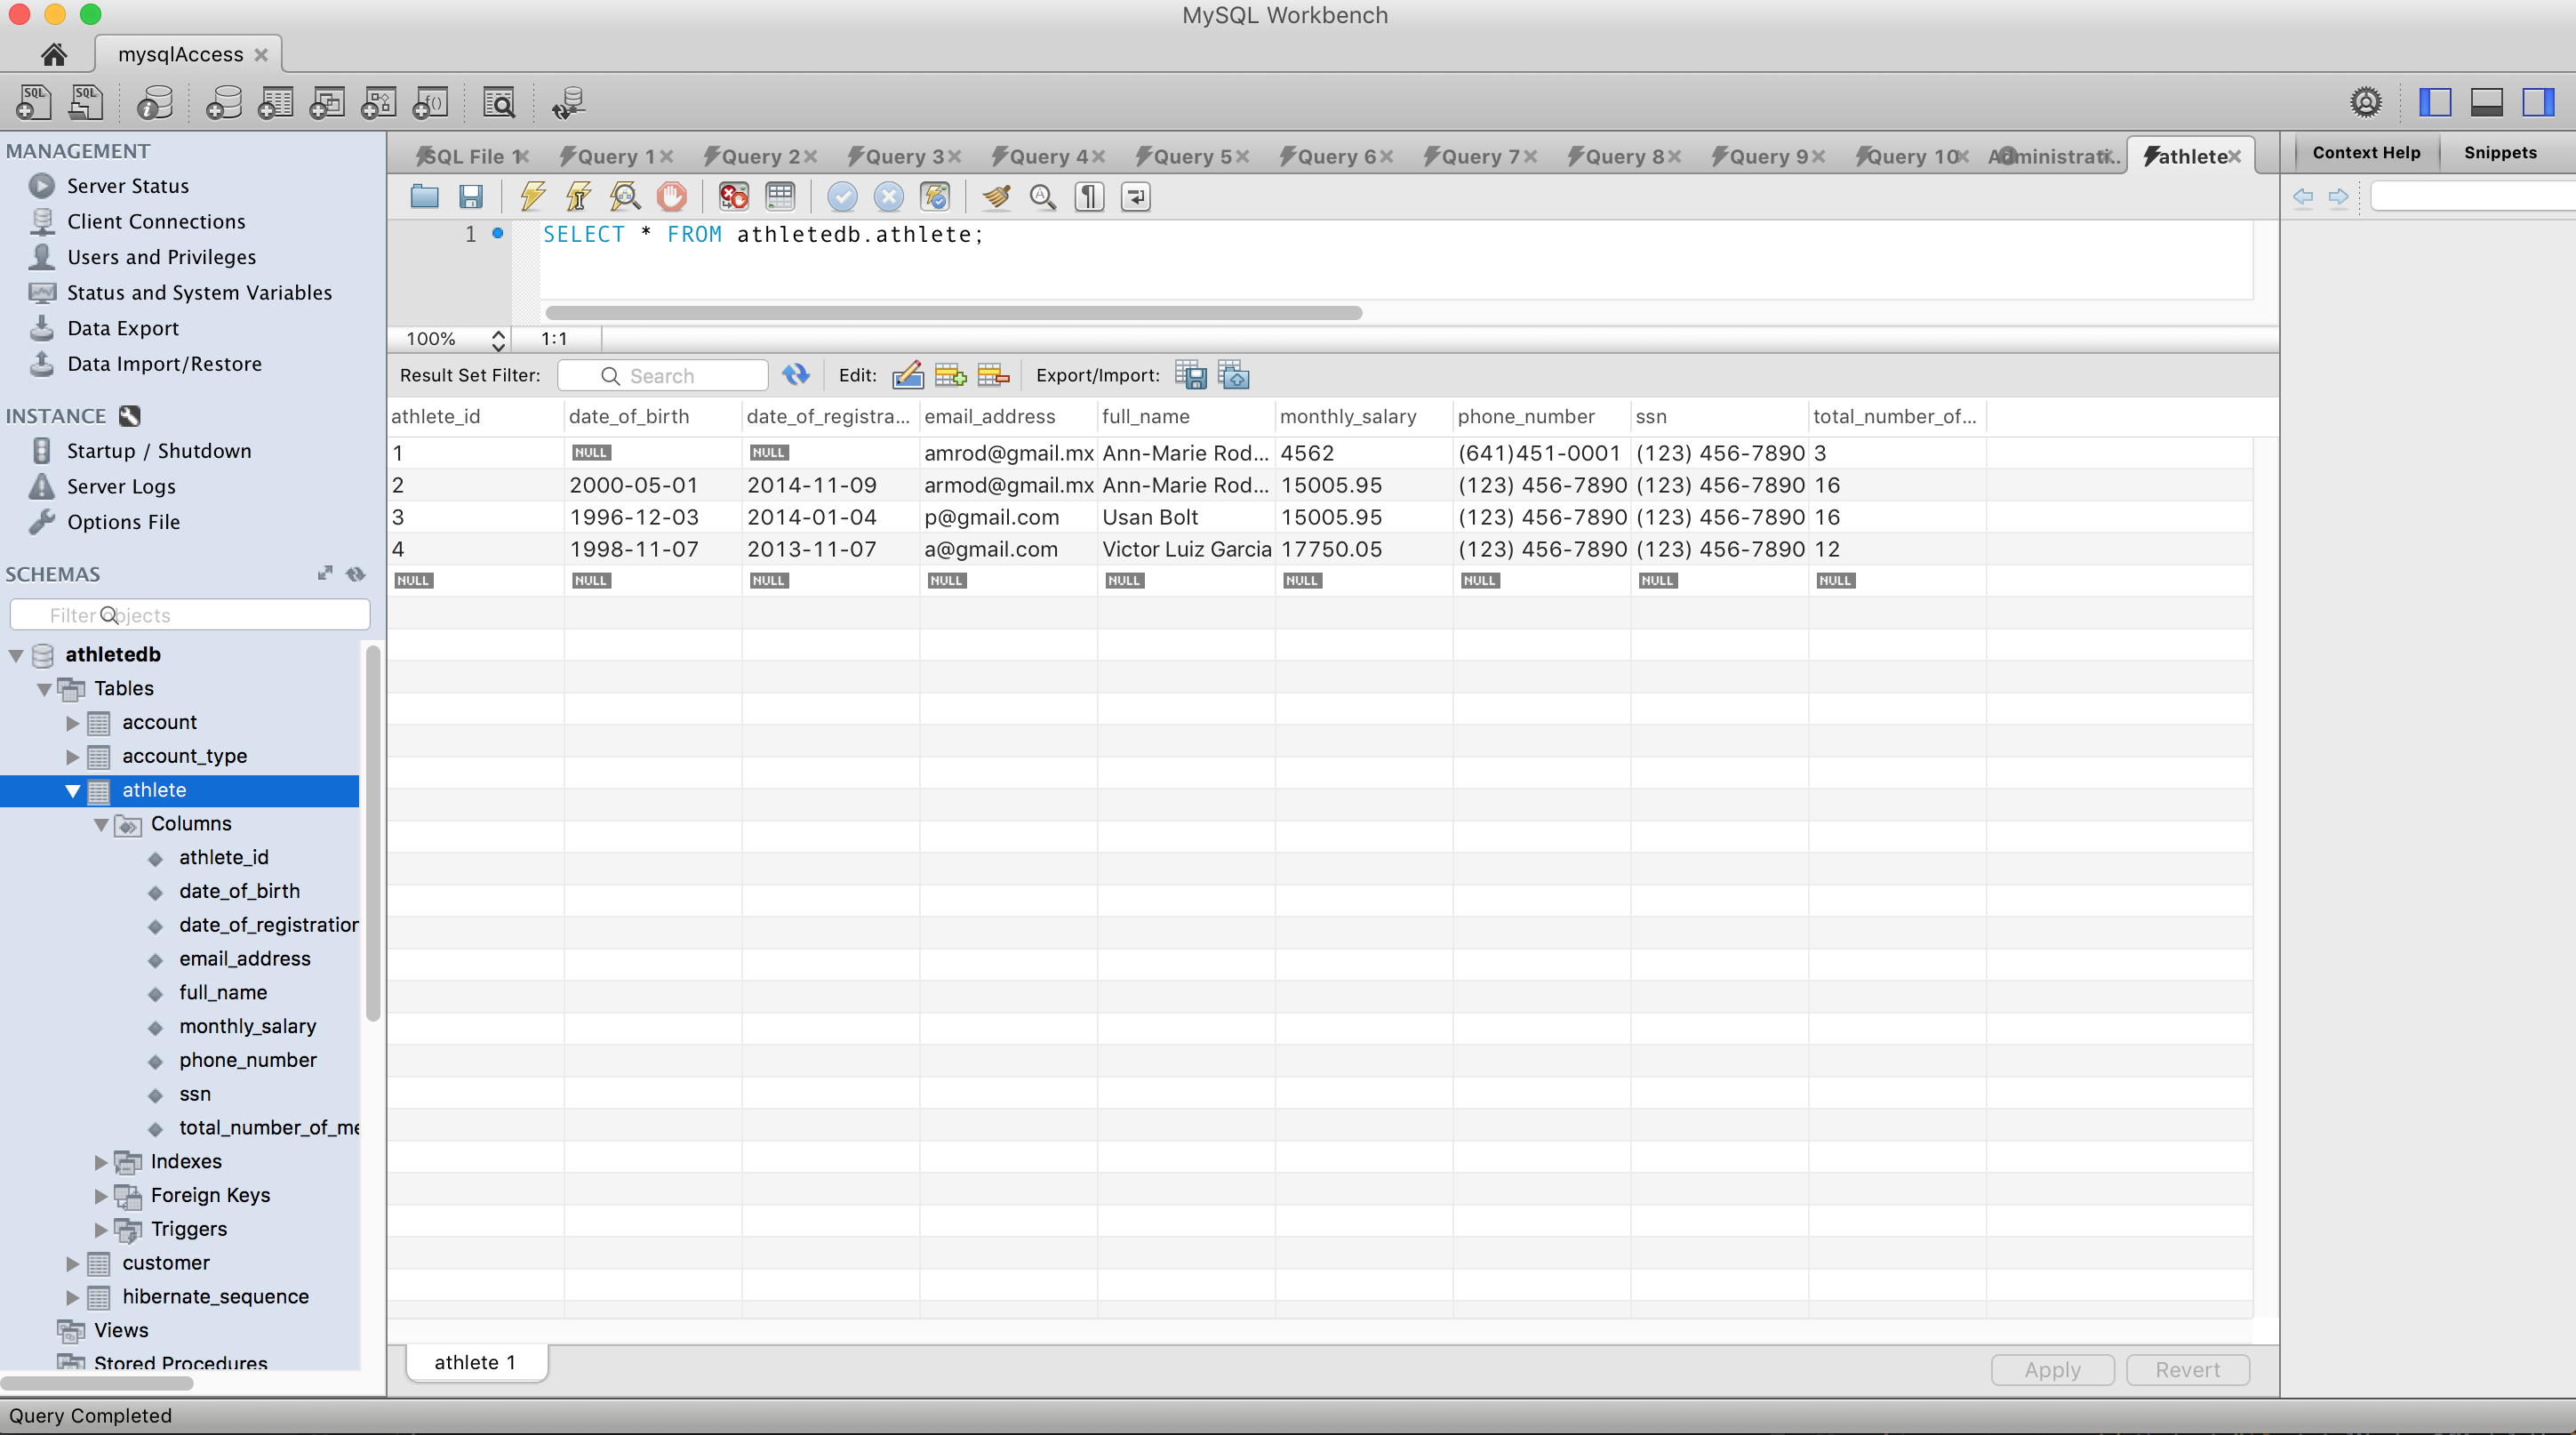 MySQL Workbench
mysqlAccess
MANAGEMENT
Server Status
Client Connections
Users and Privileges
Status and System Variables
Data Export
Data Import/Restore
INSTANCE
Startup / Shutdown
Server Logs
Options File
SCHEMAS
Filter objects
athletedb
Tables
account
account_type
athlete
Columns
athlete_id
date_of_birth
date_of_registration
email_address
full_name
monthly_salary
phone_number
ssn
total_number_of_me
Indexes
Foreign Keys
Triggers
customer
hibernate_sequence
Views
Stored Procedures
SQL File 1 Query 1 Query 2 Query 3 Query 4 Query 5 Query 6 Query 7 Query 8 Query 9 Query 10 Administrati.. athlete
1 SELECT * FROM athletedb.athlete;
100% 1:1
Result Set Filter: Search Edit: Export/Import:
athlete_id date_of_birth date_of_registra... email_address full_name monthly_salary phone_number ssn total_number_of...
1 NULL NULL amrod@gmail.mx Ann-Marie Rod... 4562 (641)451-0001 (123) 456-7890 3
2 2000-05-01 2014-11-09 armod@gmail.mx Ann-Marie Rod... 15005.95 (123) 456-7890 (123) 456-7890 16
3 1996-12-03 2014-01-04 p@gmail.com Usan Bolt 15005.95 (123) 456-7890 (123) 456-7890 16
4 1998-11-07 2013-11-07 a@gmail.com Victor Luiz Garcia 17750.05 (123) 456-7890 (123) 456-7890 12
NULL NULL NULL NULL NULL NULL NULL NULL NULL
athlete 1
Apply Revert
Context Help Snippets
Query Completed